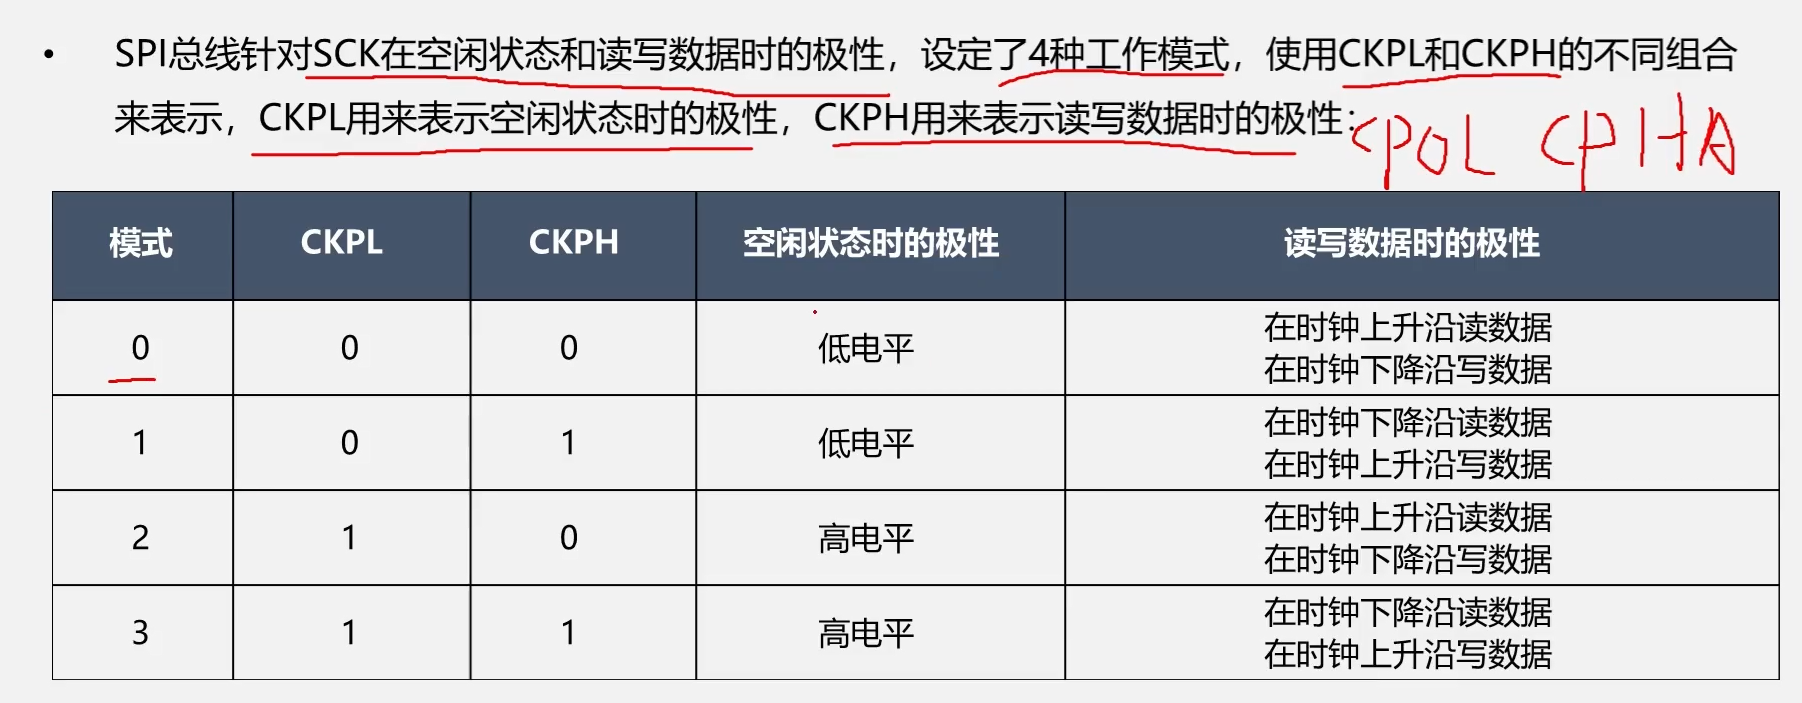 • SPI总线针对SCK在空闲状态和读写数据时的极性，设定了4种工作模式，使用CKPL和CKPH的不同组合
来表示，CKPL用来表示空闲状态时的极性，CKPH用来表示读写数据时的极性：
CPOL CPHA
模式 CKPL CKPH 空闲状态时的极性 读写数据时的极性
0 0 0 低电平 在时钟上升沿读数据
在时钟下降沿写数据
1 0 1 低电平 在时钟下降沿读数据
在时钟上升沿写数据
2 1 0 高电平 在时钟上升沿读数据
在时钟下降沿写数据
3 1 1 高电平 在时钟下降沿读数据
在时钟上升沿写数据